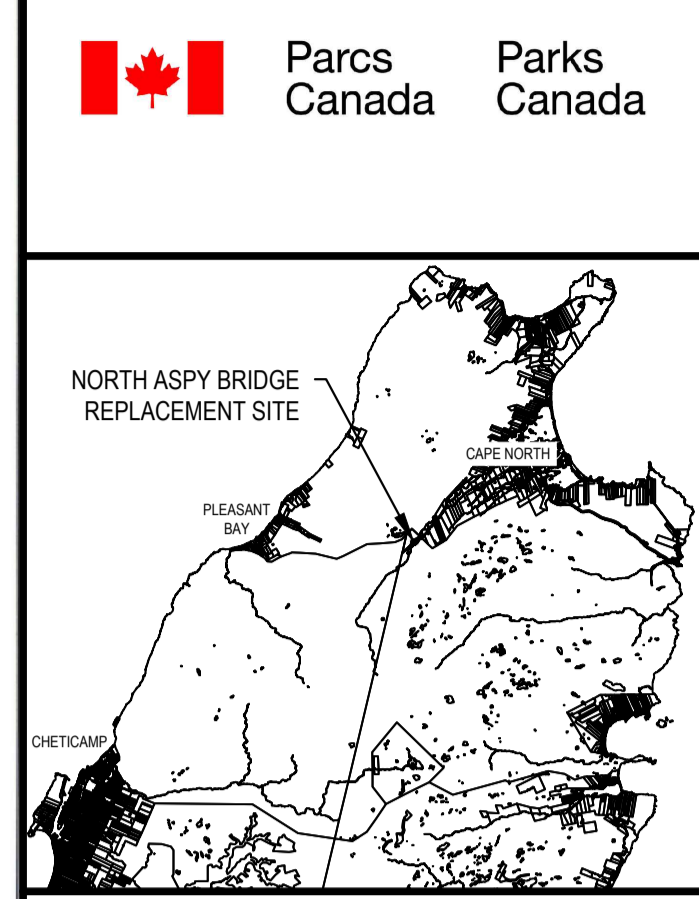 Parcs
Canada
Parks
Canada
NORTH ASPY BRIDGE
REPLACEMENT SITE
CAPE NORTH
PLEASANT
BAY
CHETICAMP